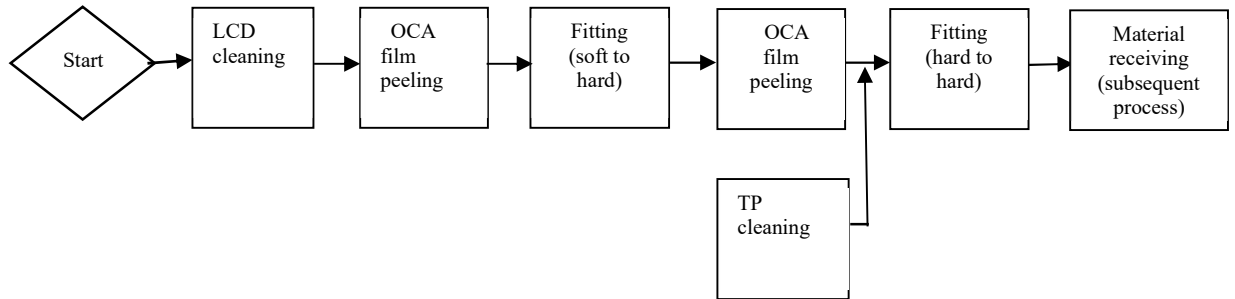 Start
LCD
cleaning
OCA
film
peeling
Fitting
(soft to
hard)
OCA
film
peeling
Fitting
(hard to
hard)
Material
receiving
(subsequent
process)
TP
cleaning